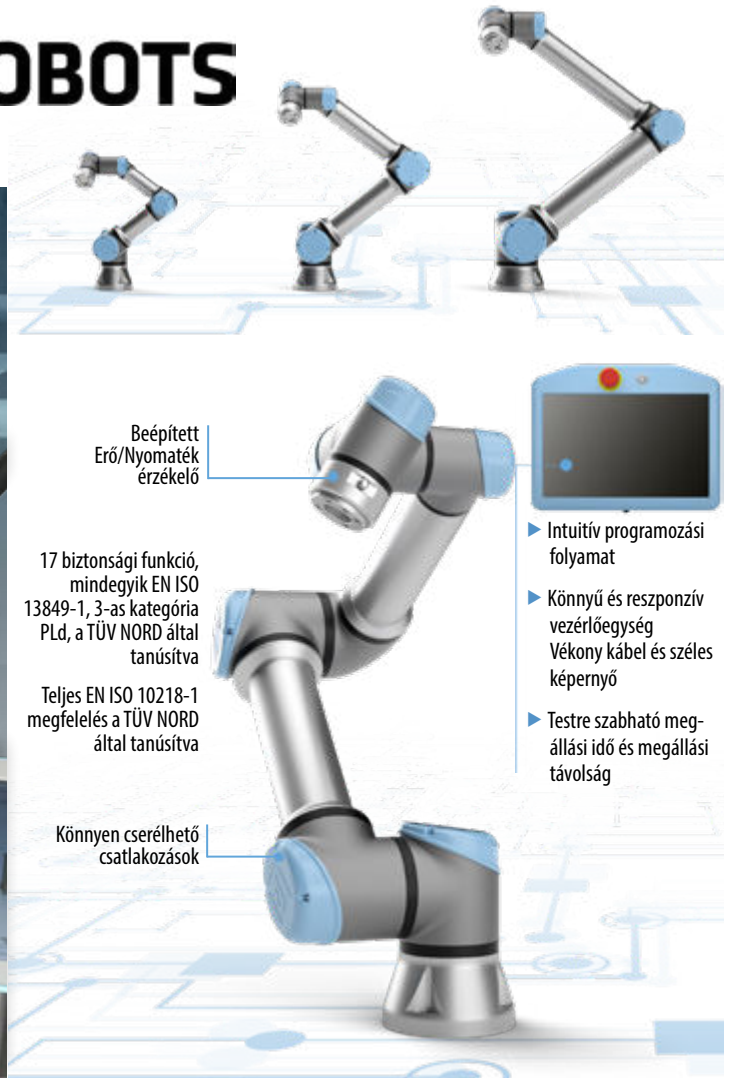 OBOTS
Beépített
Erő/Nyomaték
érzékelő
17 biztonsági funkció,
mindegyik EN ISO
13849-1, 3-as kategória
PLd, a TÜV NORD által
tanúsítva
Teljes EN ISO 10218-1
megfelelés a TÜV NORD
által tanúsítva
Könnyen cserélhető
csatlakozások
Intuitív programozási
folyamat
Könnyű és reszponzív
vezérlőegység
Vékony kábel és széles
képernyő
Testre szabható meg-
állási idő és megállási
távolság